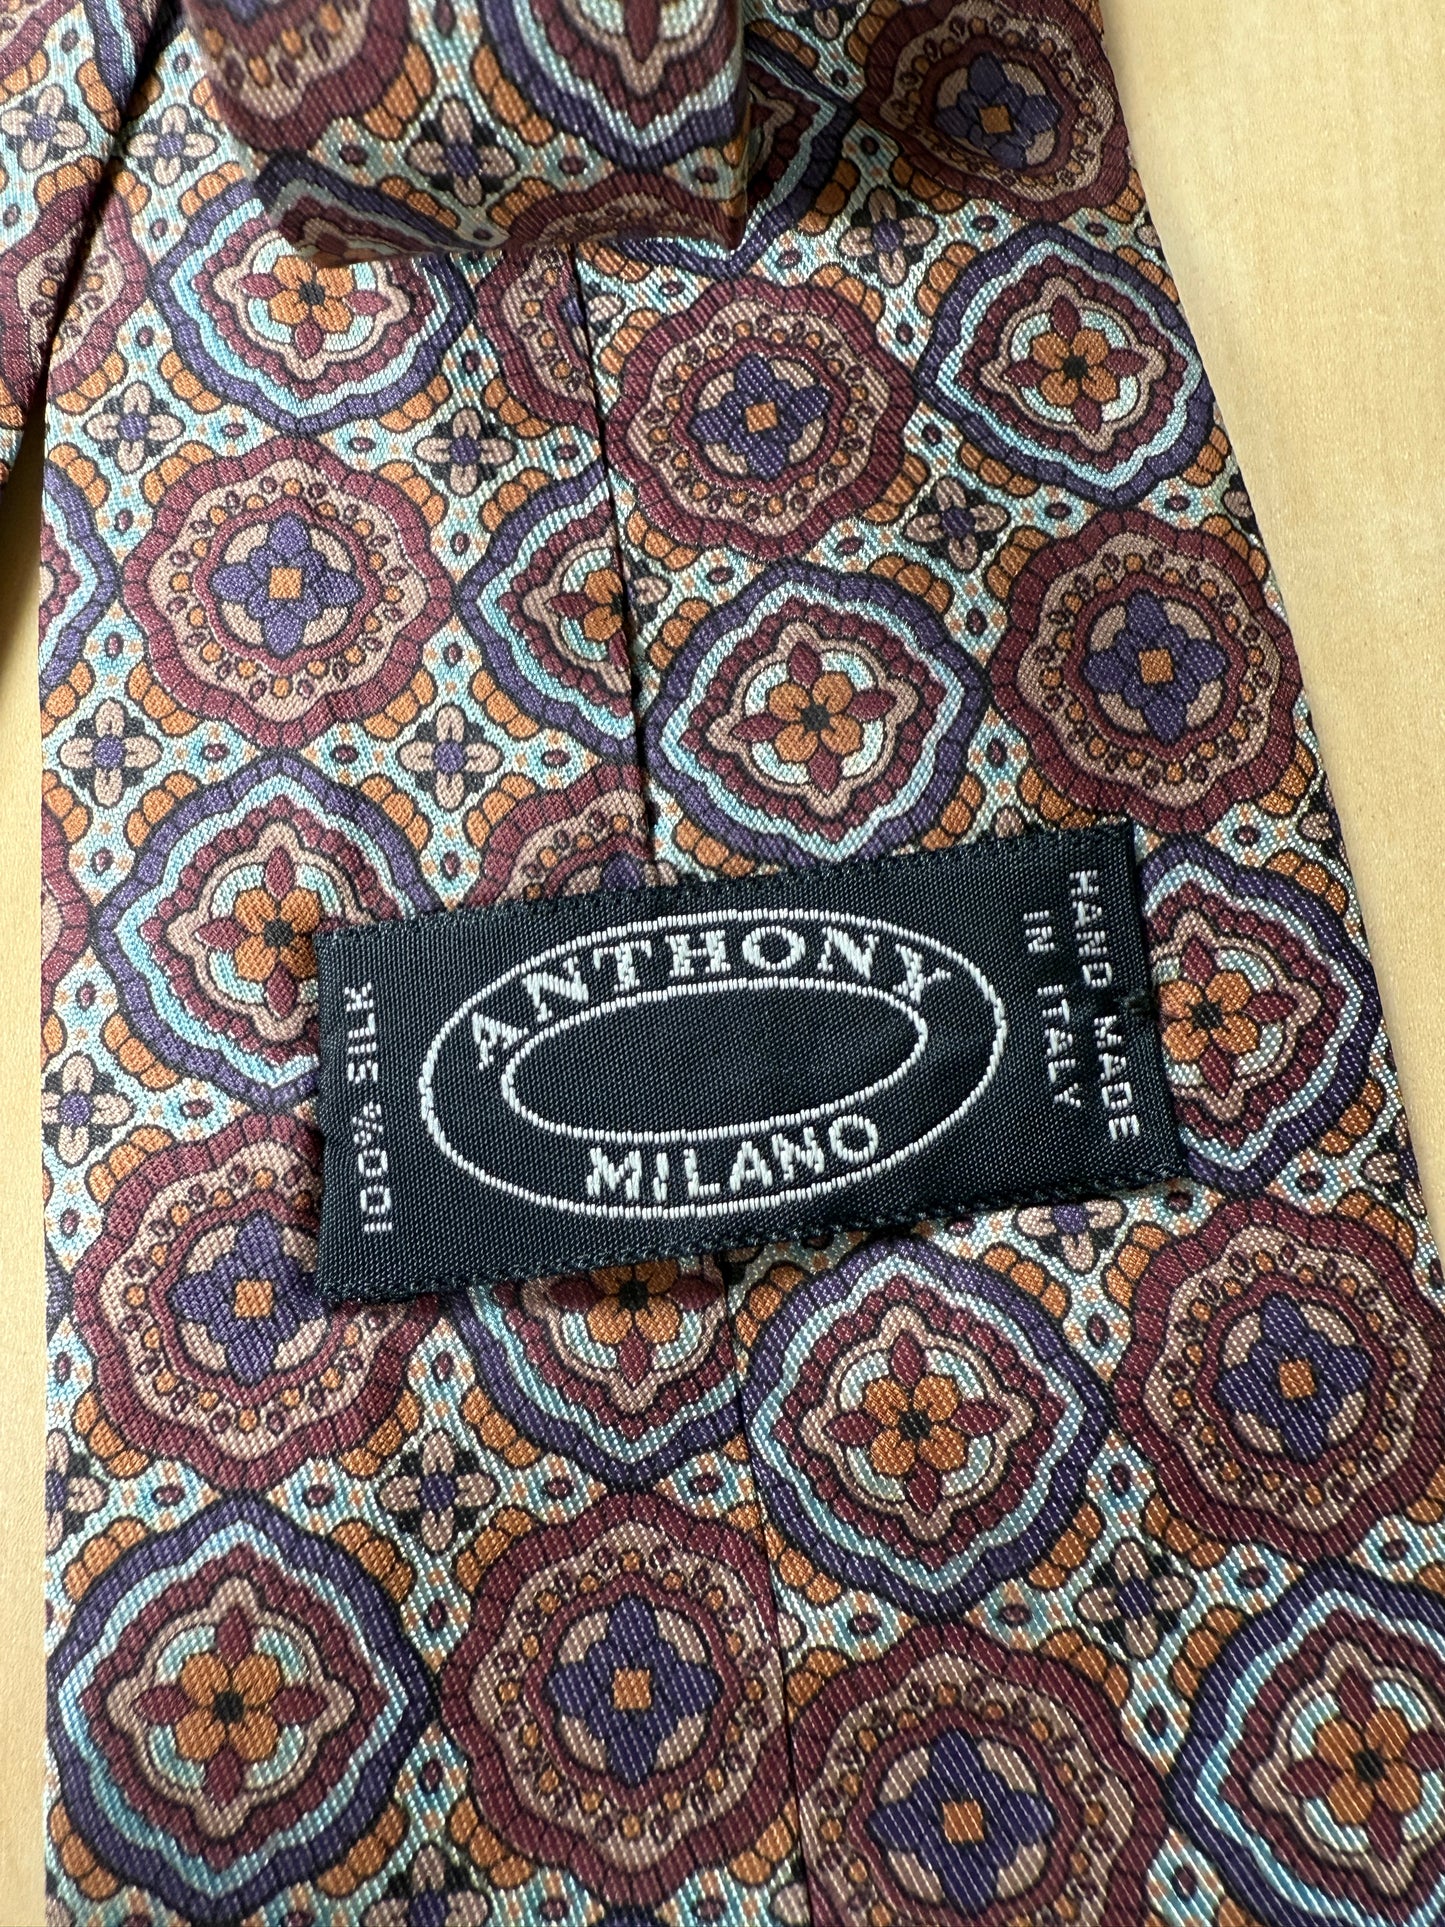 100% SILK
ANTHONY
MILANO
HAND MADE
IN ITALY